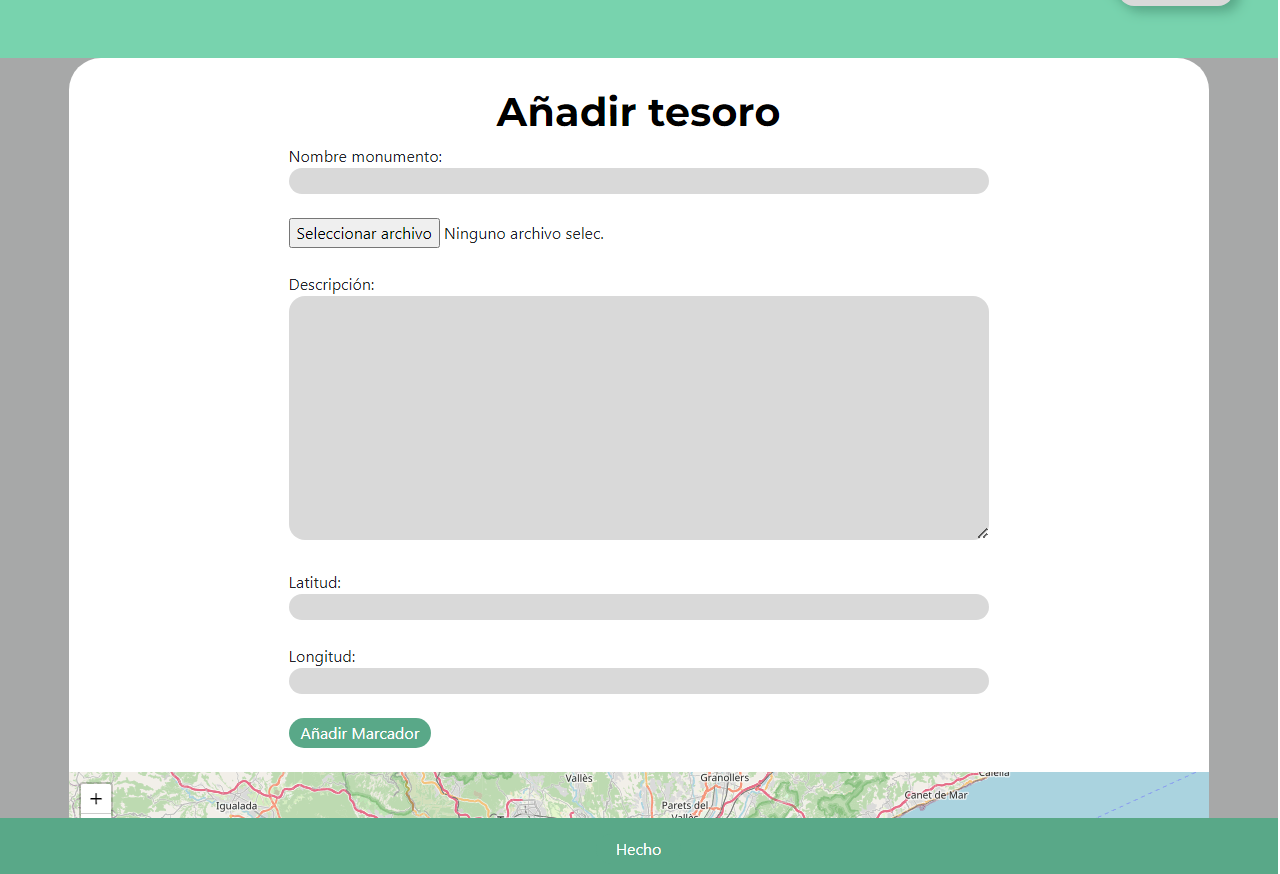 Añadir tesoro
Nombre monumento:
Seleccionar archivo Ninguno archivo selec.
Descripción:
Latitud:
Longitud:
Añadir Marcador
Calella
Vallès Granollers
+
Igualada Parets del Canet de Mar
Vallès
Hecho